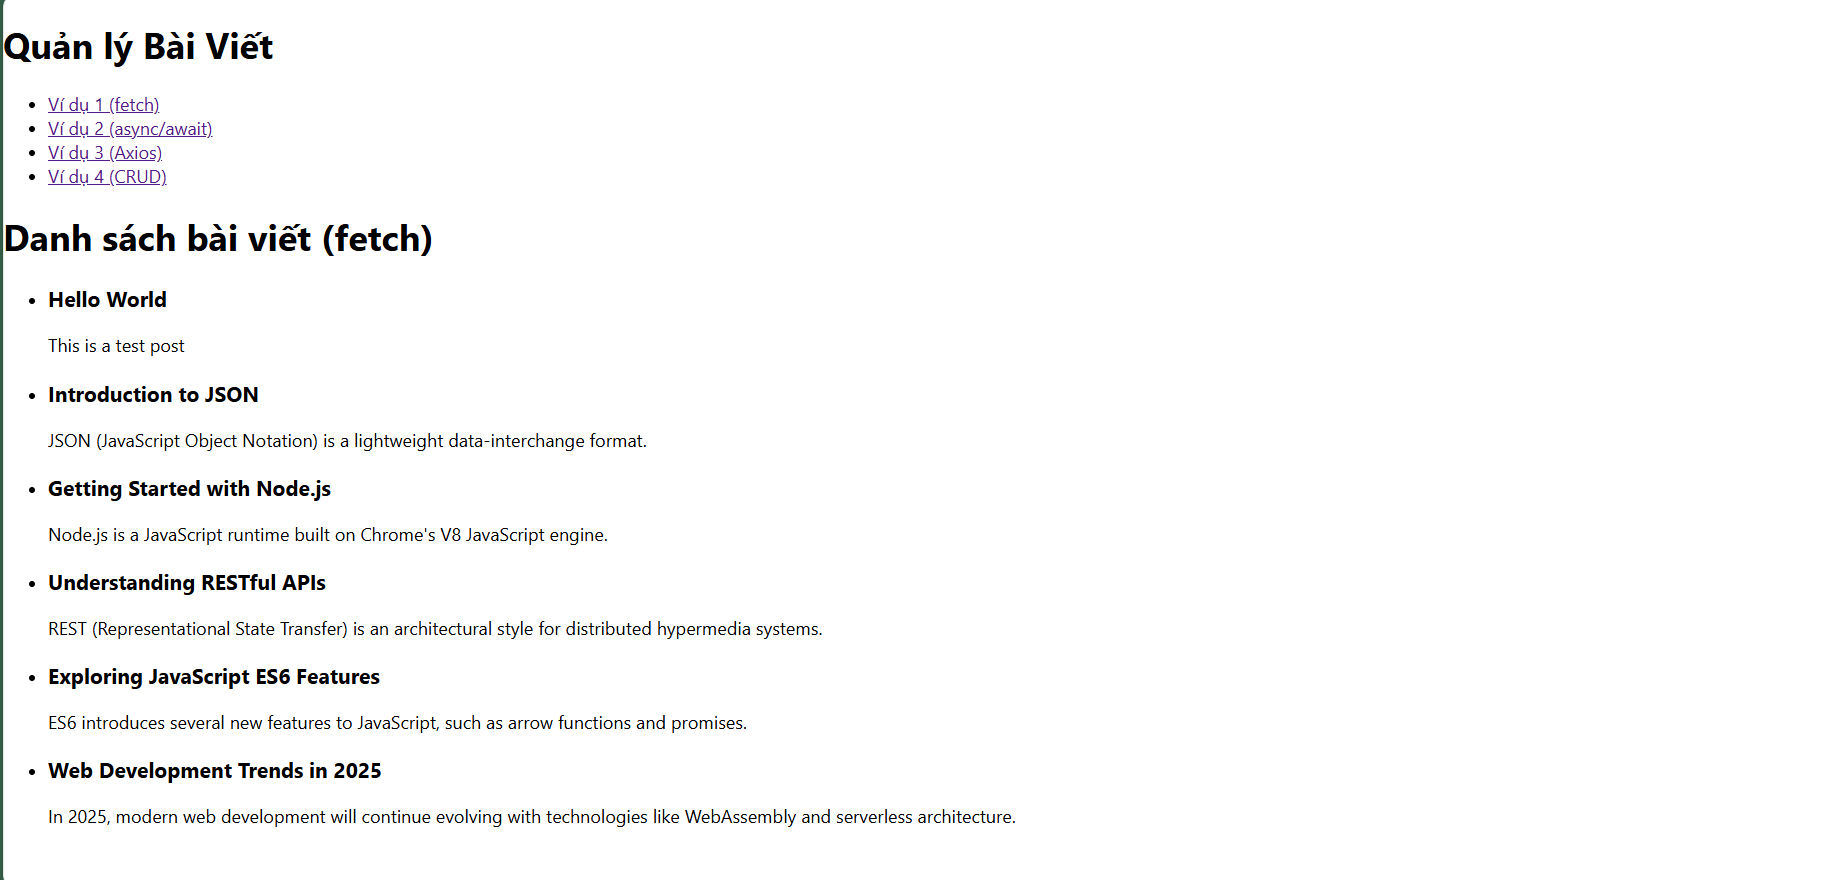 Quản lý Bài Viết
Ví dụ 1 (fetch)
Ví dụ 2 (async/await)
Ví dụ 3 (Axios)
Ví dụ 4 (CRUD)
Danh sách bài viết (fetch)
Hello World
This is a test post
Introduction to JSON
JSON (JavaScript Object Notation) is a lightweight data-interchange format.
Getting Started with Node.js
Node.js is a JavaScript runtime built on Chrome's V8 JavaScript engine.
Understanding RESTful APIs
REST (Representational State Transfer) is an architectural style for distributed hypermedia systems.
Exploring JavaScript ES6 Features
ES6 introduces several new features to JavaScript, such as arrow functions and promises.
Web Development Trends in 2025
In 2025, modern web development will continue evolving with technologies like WebAssembly and serverless architecture.